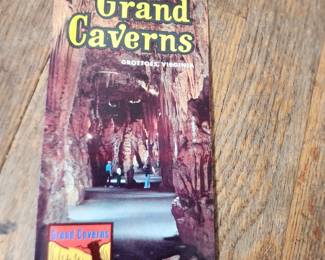 Grand
Caverns
GROTTOES, VIRGINIA
Grand Caverns